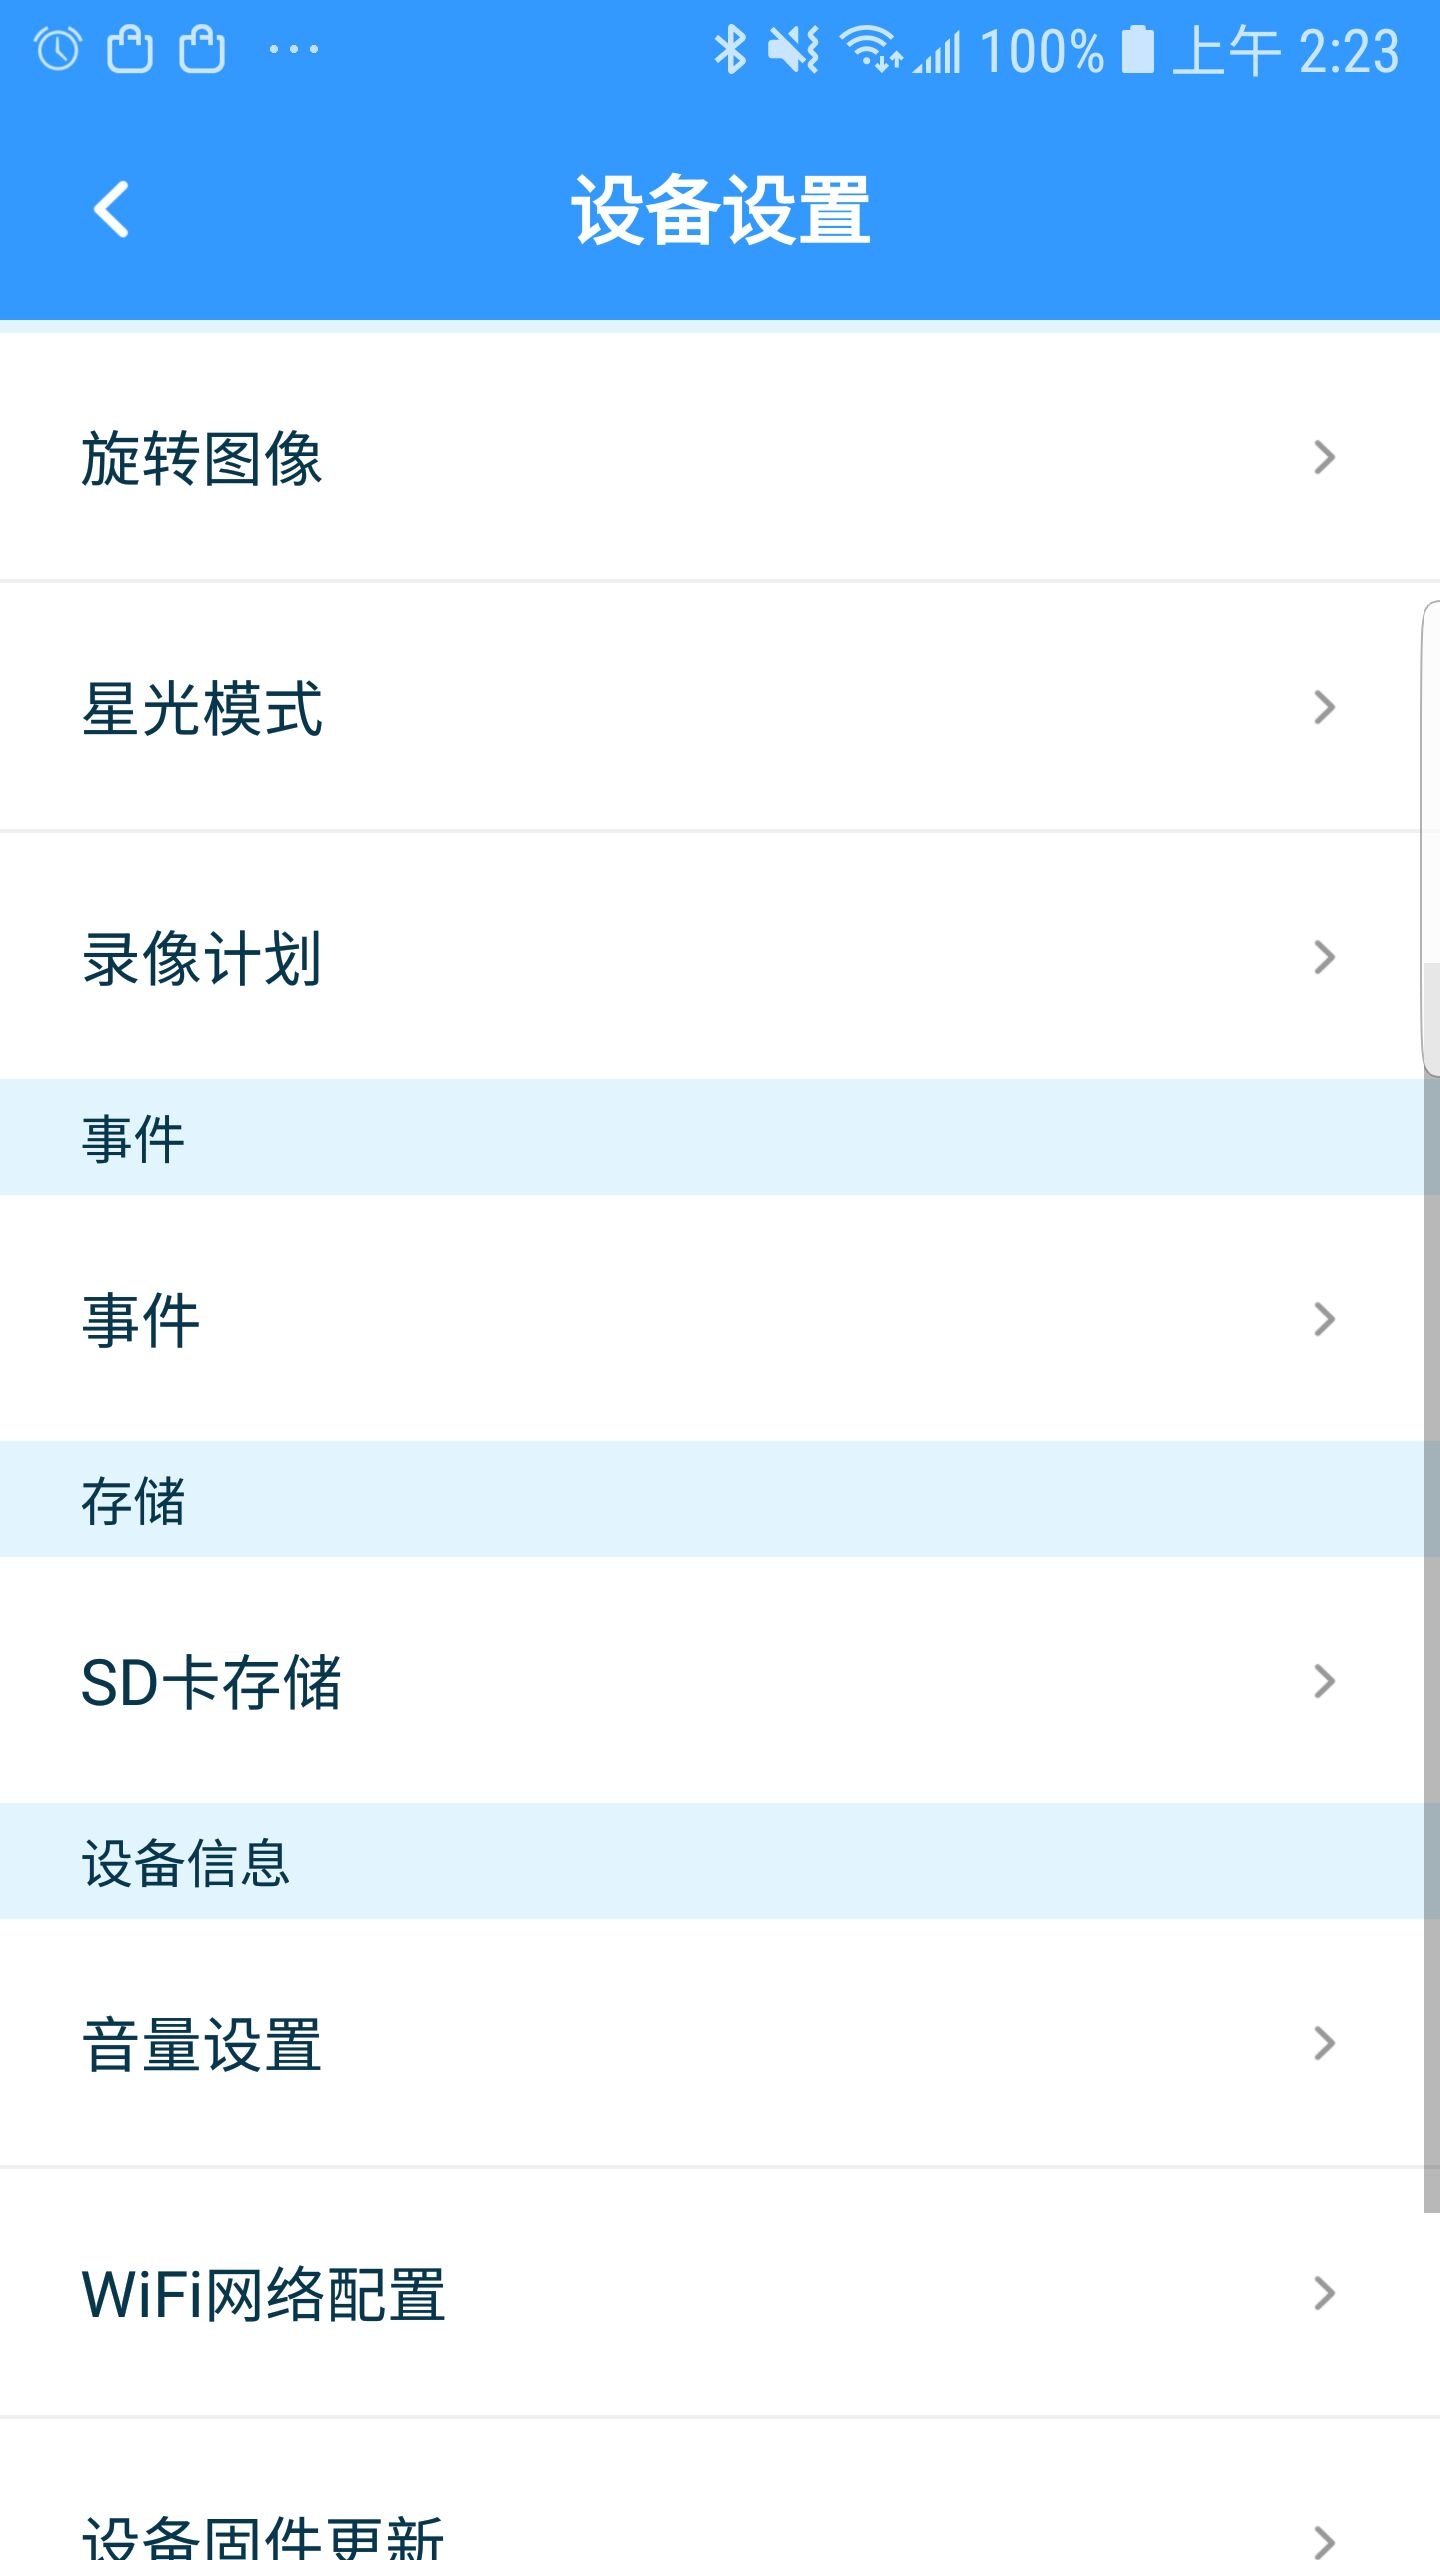 100% 上午 2:23
设备设置
旋转图像
星光模式
录像计划
事件
事件
存储
SD卡存储
设备信息
音量设置
WiFi网络配置
设备固件更新